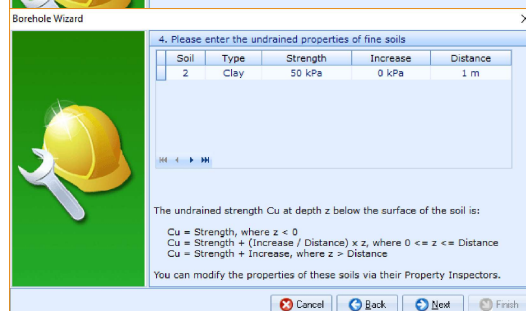 Borehole Wizard
4. Please enter the undrained properties of fine soils
Soil Type Strength Increase Distance
2 Clay 50 kPa 0 kPa 1 m
The undrained strength Cu at depth z below the surface of the soil is:
Cu = Strength, where z < 0
Cu = Strength + (Increase / Distance) x z, where 0 <= z <= Distance
Cu = Strength + Increase, where z > Distance
You can modify the properties of these soils via their Property Inspectors.
Cancel Back Next Finish